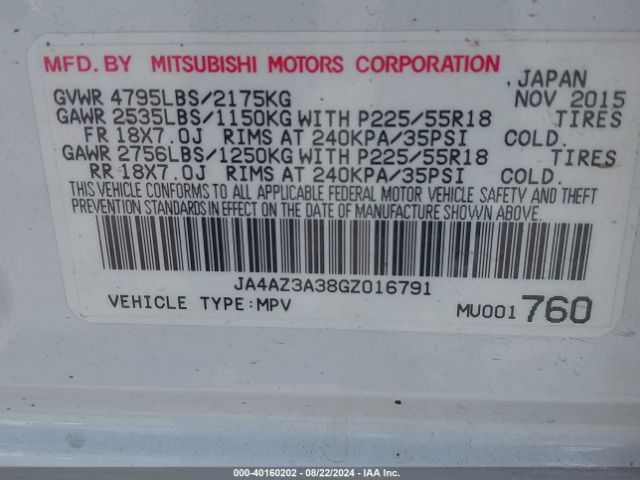 MFD. BY MITSUBISHI MOTORS CORPORATION
, JAPAN
GVWR 4795LBS/2175KG NOV 2015
GAWR 2535LBS/1150KG WITH P225/55R18 TIRES
FR 18X7.0J RIMS AT 240KPA/35PSI COLD.
GAWR 2756LBS/1250KG WITH P225/55R18 TIRES
RR 18X7.0J RIMS AT 240KPA/35PSI COLD.
THIS VEHICLE CONFORMS TO ALL APPLICABLE FEDERAL MOTOR VEHICLE SAFETY AND THEFT
PREVENTION STANDARDS IN EFFECT ON THE DATE OF MANUFACTURE SHOWN ABOVE.
JA4AZ3A38GZ016791
VEHICLE TYPE:MPV MU001 760
000-40160202 - 08/22/2024 - IAA Inc.